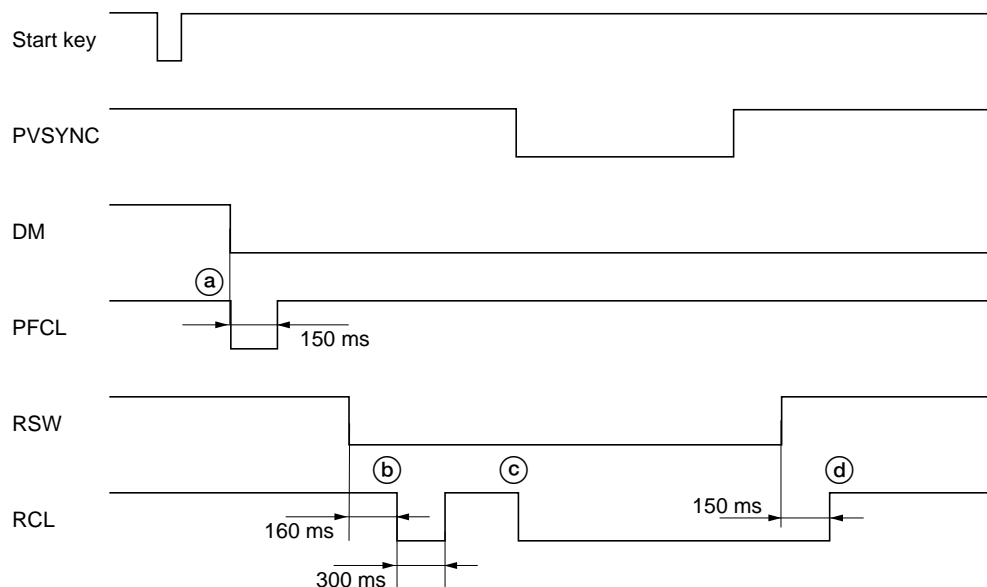 Start key
PVSYNC
DM
a
PFCL
150 ms
RSW
b
c
d
RCL
160 ms
150 ms
300 ms